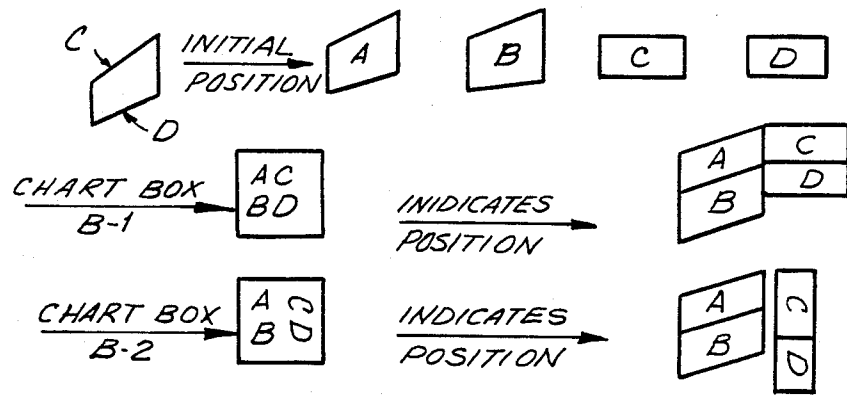 C
D
INITIAL
POSITION
A
B
C
D
CHART BOX
B-1
AC
BD
INIDICATES
POSITION
A
B
C
D
CHART BOX
B-2
A C
B D
INDICATES
POSITION
A
B
C
D